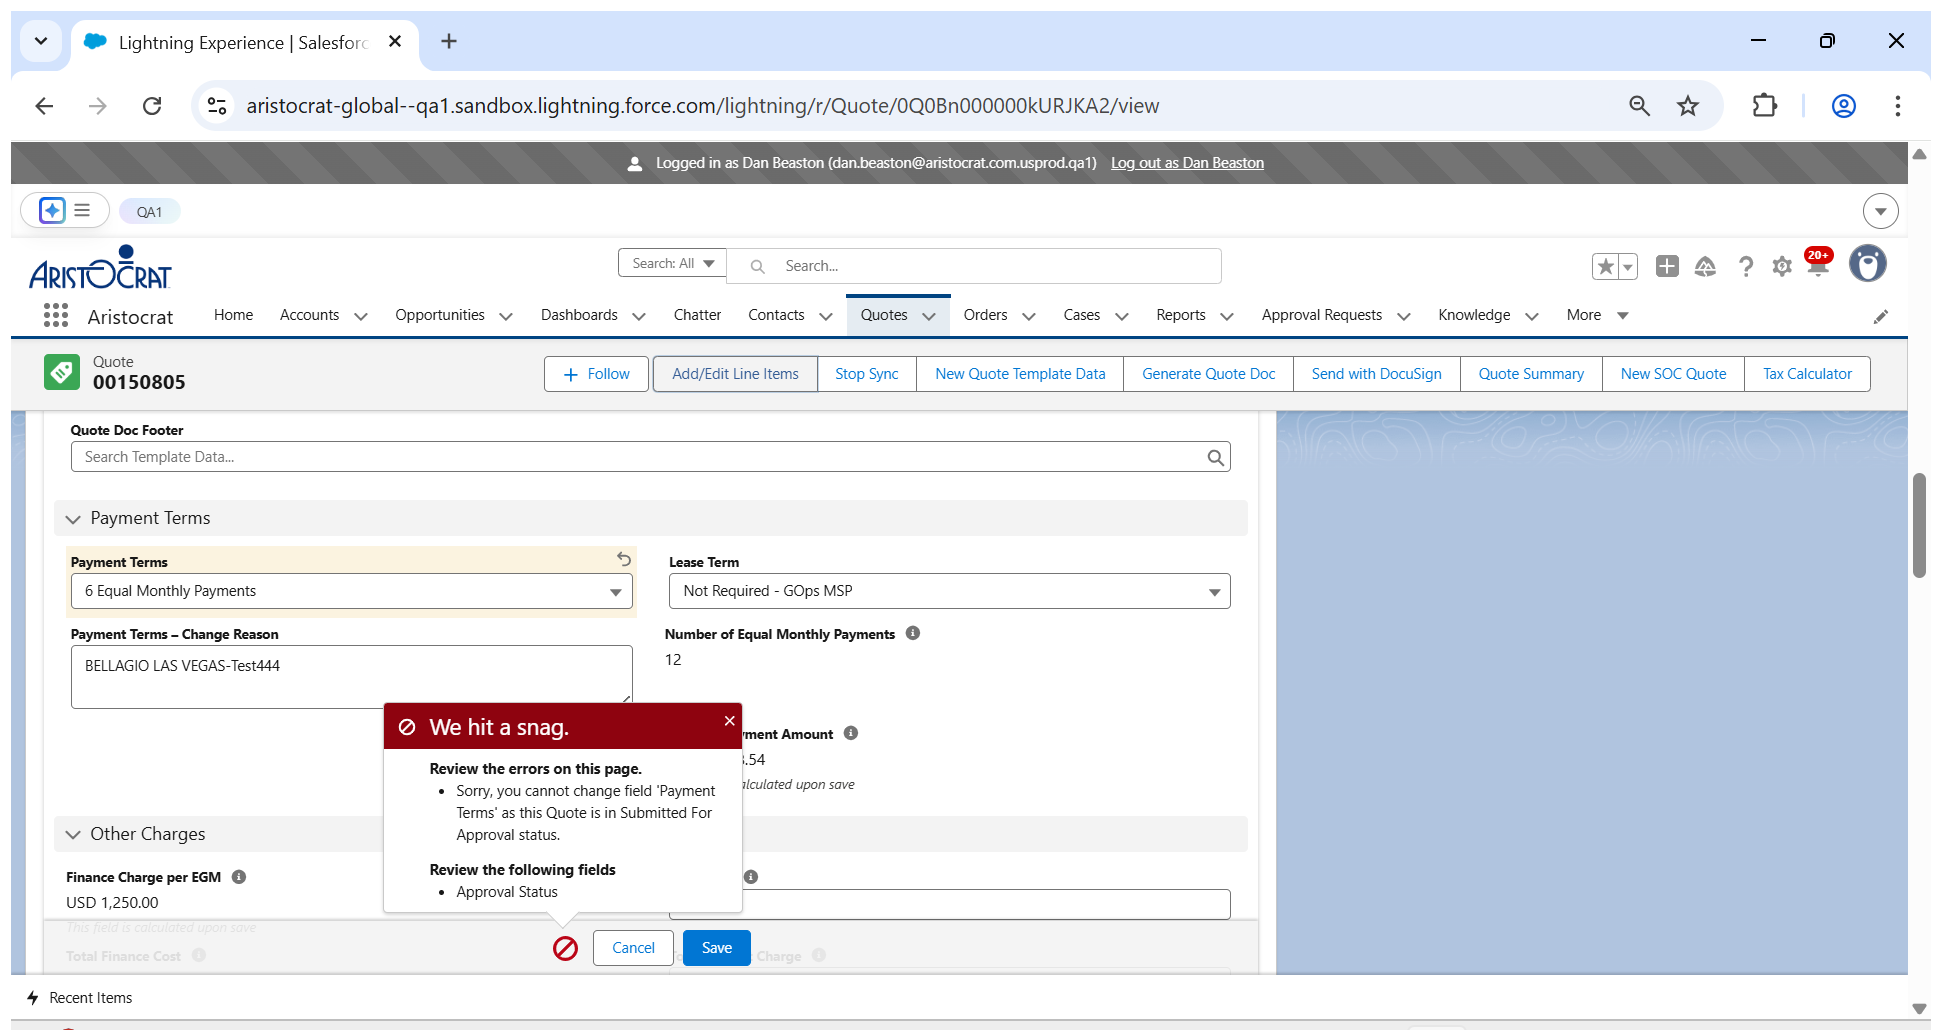 Lightning Experience | Salesforc
aristocrat-global--qa1.sandbox.lightning.force.com/lightning/r/Quote/0Q0Bn000000kURJKA2/view
Logged in as Dan Beaston (dan.beaston@aristocrat.com.usprod.qa1) Log out as Dan Beaston
QA1
ARISTOCRAT
Search: All
Search...
20+
Aristocrat
Home
Accounts
Opportunities
Dashboards
Chatter
Contacts
Quotes
Orders
Cases
Reports
Approval Requests
Knowledge
More
Quote
00150805
Follow
Add/Edit Line Items
Stop Sync
New Quote Template Data
Generate Quote Doc
Send with DocuSign
Quote Summary
New SOC Quote
Tax Calculator
Quote Doc Footer
Search Template Data...
Payment Terms
Payment Terms
6 Equal Monthly Payments
Lease Term
Not Required - GOps MSP
Payment Terms – Change Reason
BELLAGIO LAS VEGAS-Test444
Number of Equal Monthly Payments
12
yment Amount
.54
alculated upon save
We hit a snag.
Review the errors on this page.
Sorry, you cannot change field 'Payment
Terms' as this Quote is in Submitted For
Approval status.
Review the following fields
Approval Status
Other Charges
Finance Charge per EGM
USD 1,250.00
This field is calculated upon save
Total Finance Cost
Charge
Cancel
Save
Recent Items